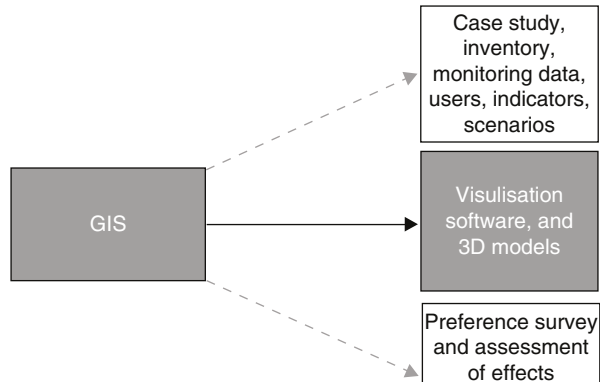 Case study,
inventory,
monitoring data,
users, indicators,
scenarios
GIS
Visulisation
software, and
3D models
Preference survey
and assessment
of effects